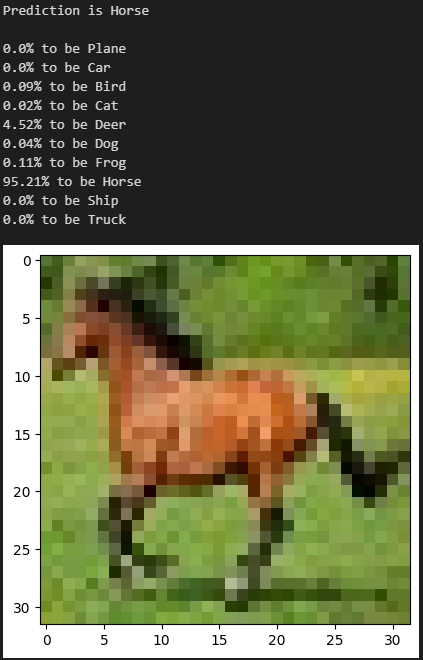 Prediction is Horse
0.0% to be Plane
0.0% to be Car
0.09% to be Bird
0.02% to be Cat
4.52% to be Deer
0.04% to be Dog
0.11% to be Frog
95.21% to be Horse
0.0% to be Ship
0.0% to be Truck
0
5
10
15
20
25
30
0 5 10 15 20 25 30